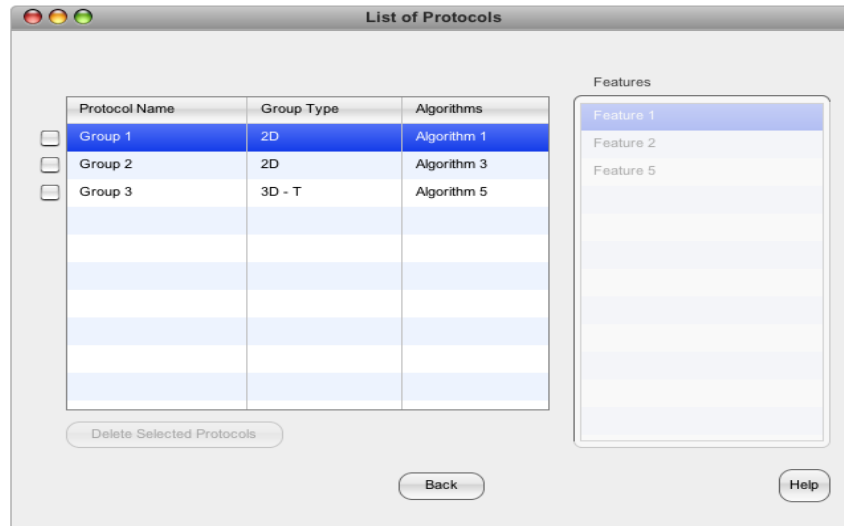 List of Protocols
Features
Protocol Name Group Type Algorithms
Group 1 2D Algorithm 1
Group 2 2D Algorithm 3
Group 3 3D - T Algorithm 5
Feature 1
Feature 2
Feature 5
Delete Selected Protocols
Back
Help